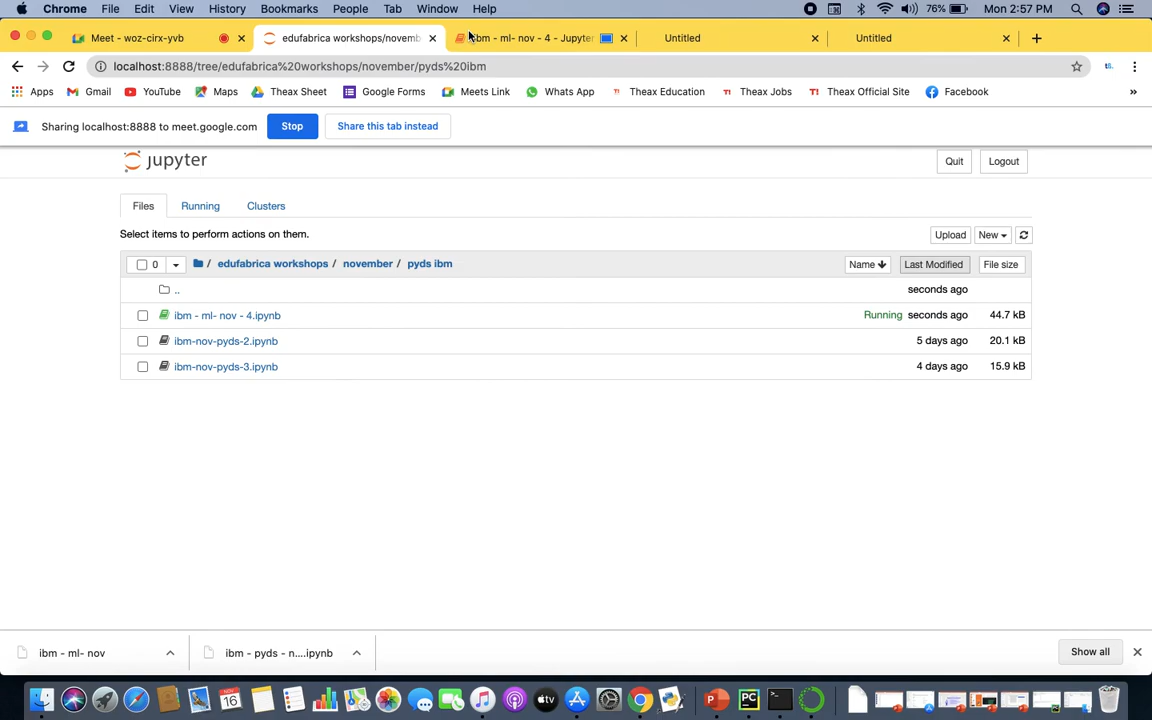 Chrome File Edit View History Bookmarks People Tab Window Help 76% Mon 2:57 PM
Meet - woz-cirx-yvb edufabrica workshops/novemb ibm - ml- nov - 4 - Jupyter Untitled Untitled
localhost:8888/tree/edufabrica%20workshops/november/pyds%20ibm
Apps Gmail YouTube Maps Theax Sheet Google Forms Meets Link Whats App Theax Education Theax Jobs Theax Official Site Facebook »
Sharing localhost:8888 to meet.google.com Stop Share this tab instead
jupyter Quit Logout
Files Running Clusters
Select items to perform actions on them. Upload New
0 / edufabrica workshops / november / pyds ibm Name Last Modified File size
.. seconds ago
ibm - ml- nov - 4.ipynb Running seconds ago 44.7 kB
ibm-nov-pyds-2.ipynb 5 days ago 20.1 kB
ibm-nov-pyds-3.ipynb 4 days ago 15.9 kB
ibm - ml- nov ibm - pyds - n....ipynb Show all
NOV 16 tv PC